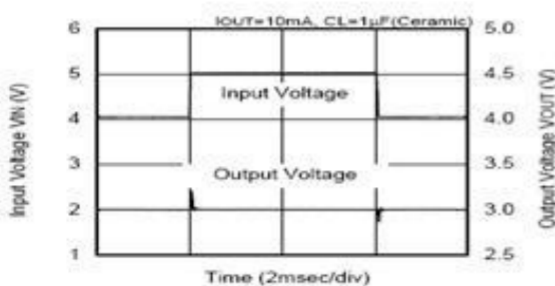 IOUT=10mA, CL=1μF(Ceramic)
6
5
4
3
2
1
Input Voltage VIN (V)
Input Voltage
Output Voltage
5.0
4.5
4.0
3.5
3.0
2.5
Output Voltage VOUT (V)
Time (2msec/div)